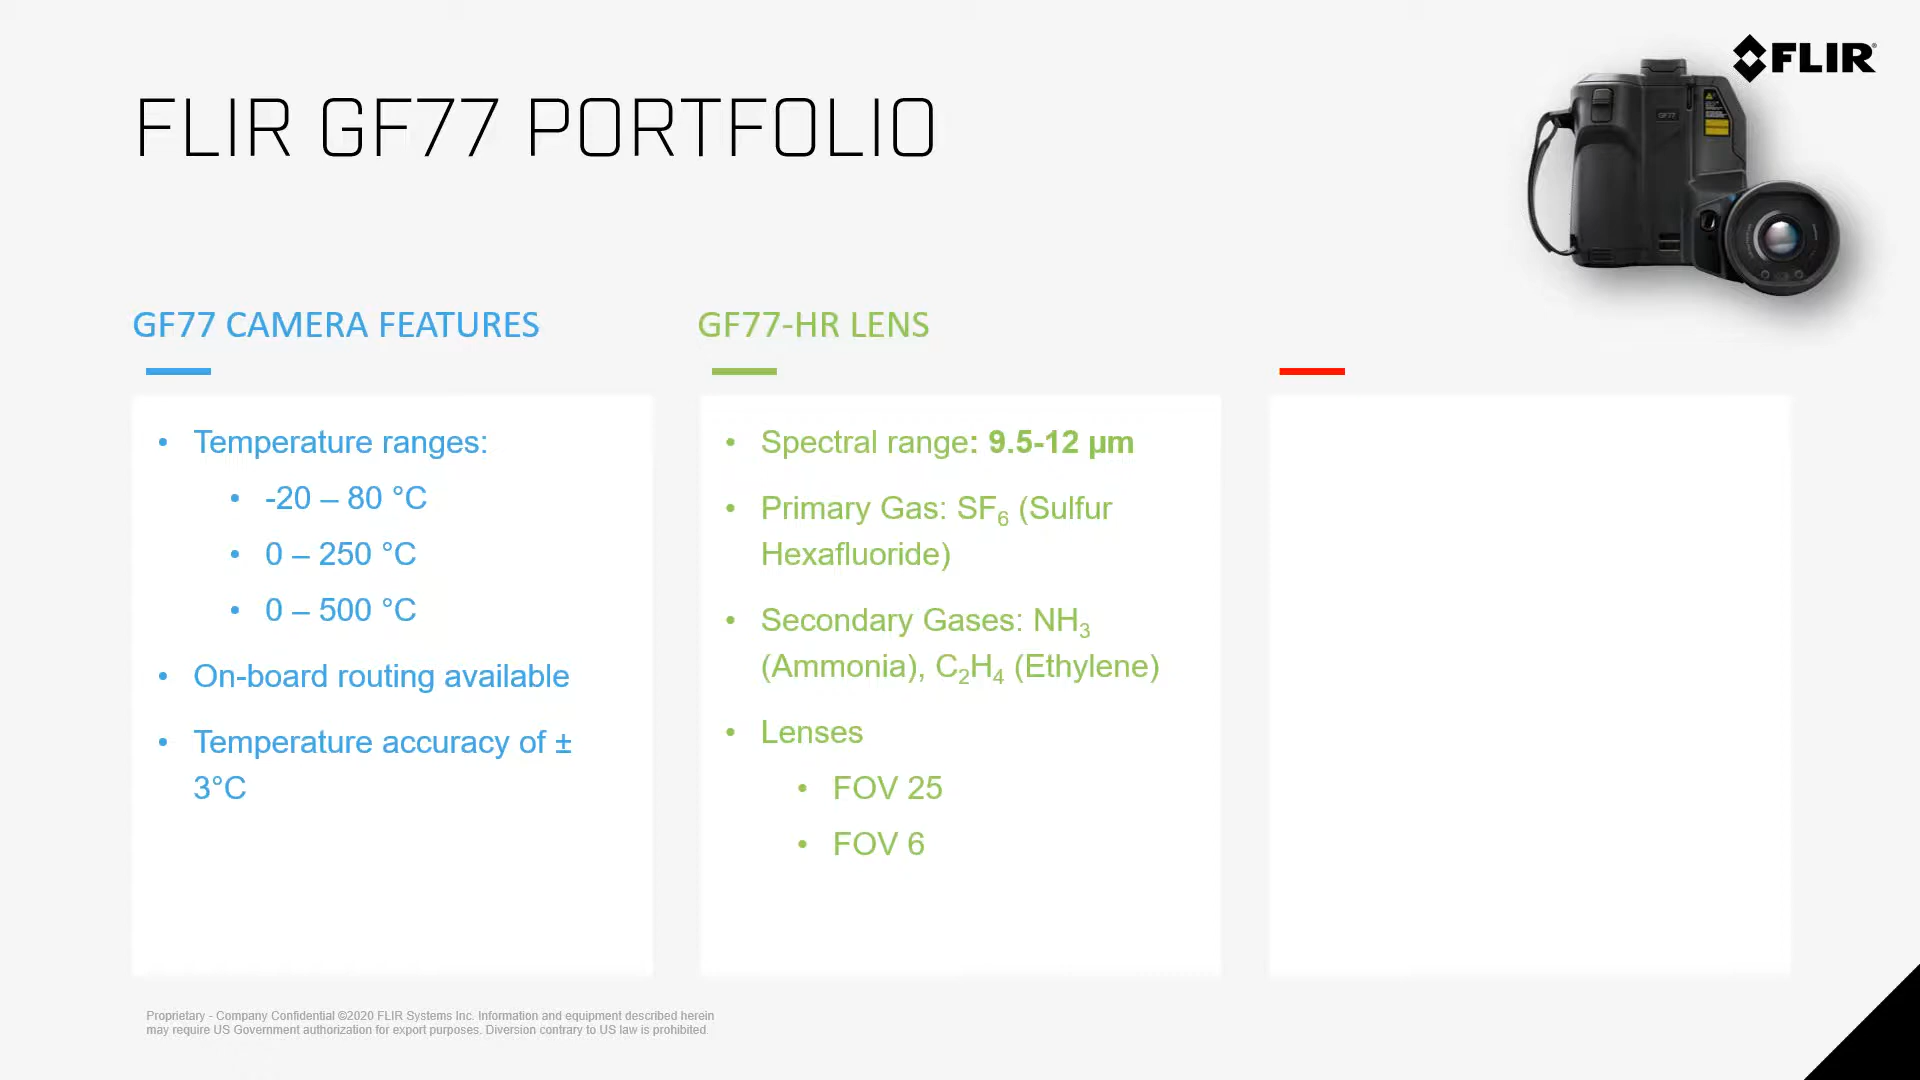 FLIR
FLIR GF77 PORTFOLIO
GF77
GF77 CAMERA FEATURES
• Temperature ranges:
• -20 – 80 °C
• 0 – 250 °C
• 0 – 500 °C
• On-board routing available
• Temperature accuracy of ±
3°C
GF77-HR LENS
• Spectral range: 9.5-12 µm
• Primary Gas: SF₆ (Sulfur
Hexafluoride)
• Secondary Gases: NH₃
(Ammonia), C₂H₄ (Ethylene)
• Lenses
• FOV 25
• FOV 6
Proprietary - Company Confidential ©2020 FLIR Systems Inc. Information and equipment described herein
may require US Government authorization for export purposes. Diversion contrary to US law is prohibited.